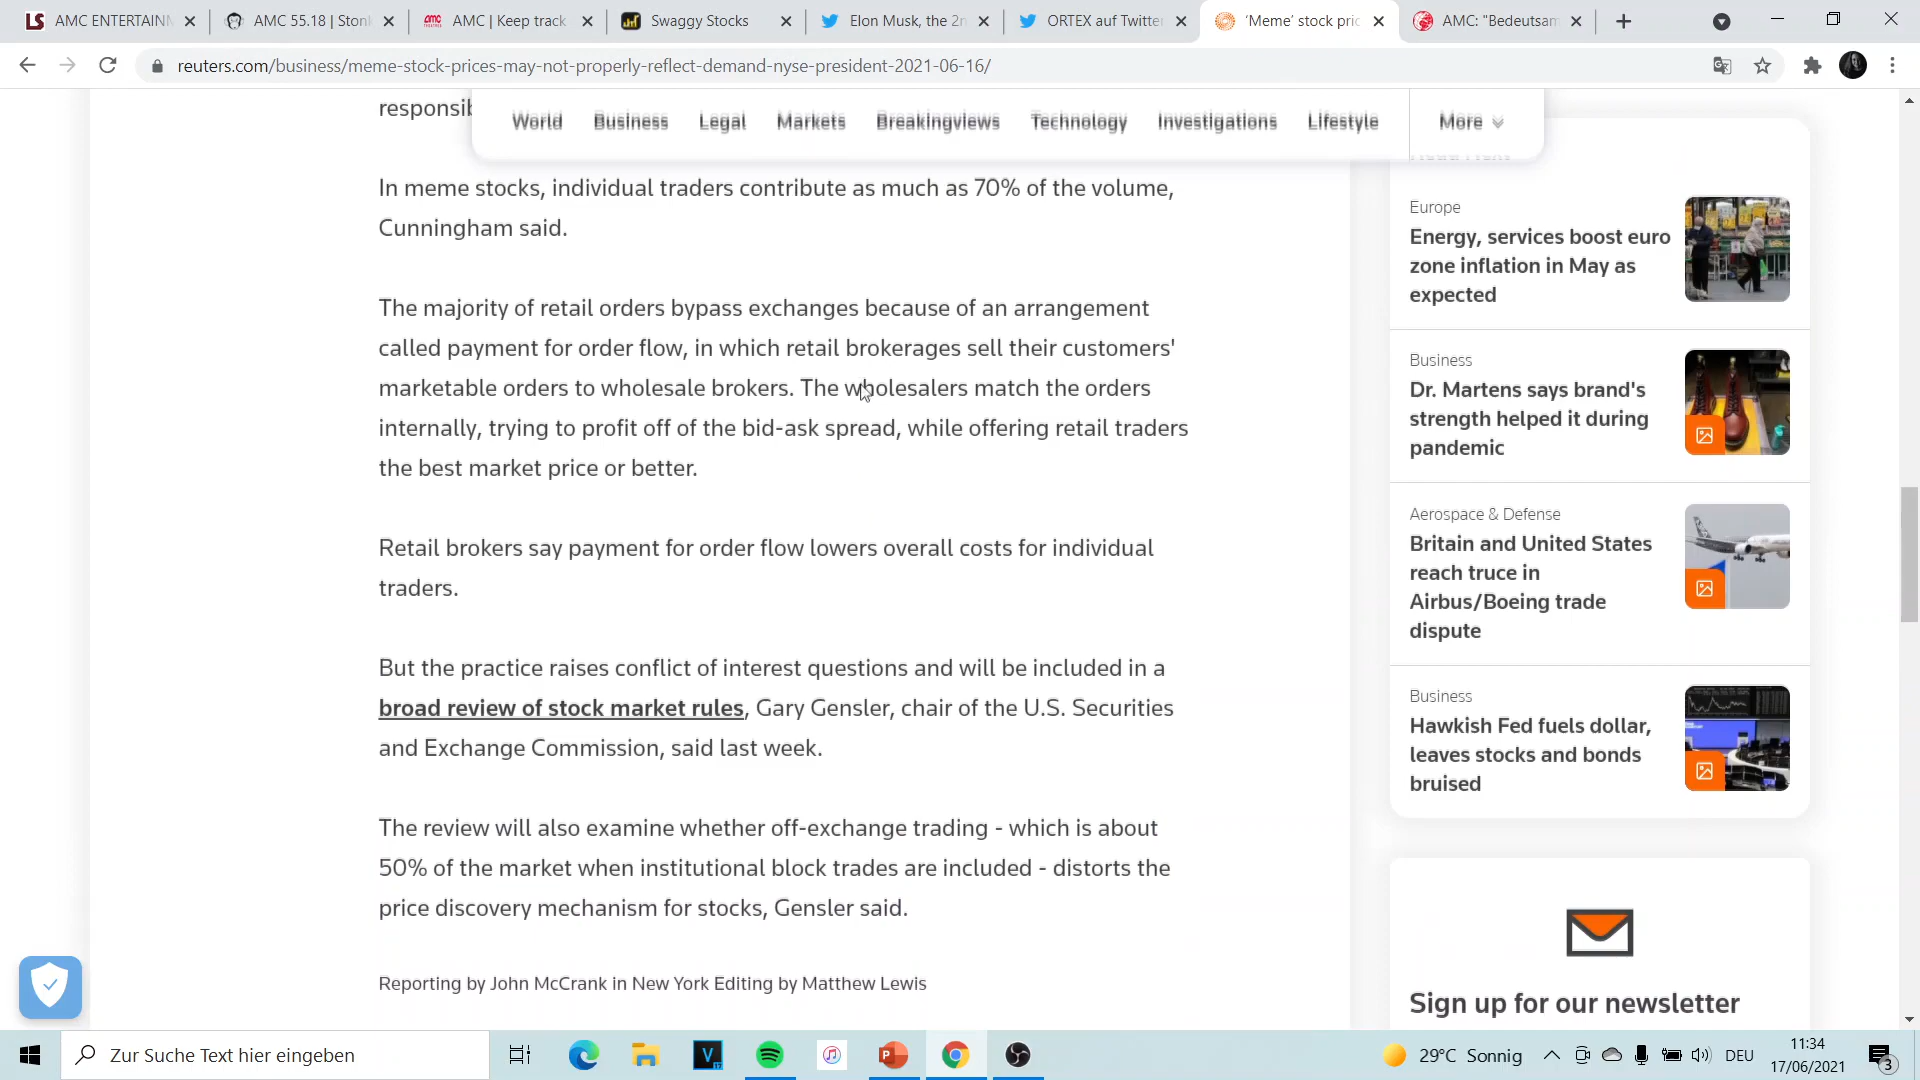 AMC ENTERTAINM
AMC 55.18 | Stonk
AMC | Keep track
Swaggy Stocks
Elon Musk, the 2n
ORTEX auf Twitter
'Meme' stock pric
AMC: "Bedeutsam
reuters.com/business/meme-stock-prices-may-not-properly-reflect-demand-nyse-president-2021-06-16/
World Business Legal Markets Breakingviews Technology Investigations Lifestyle More
responsib
In meme stocks, individual traders contribute as much as 70% of the volume,
Cunningham said.
The majority of retail orders bypass exchanges because of an arrangement
called payment for order flow, in which retail brokerages sell their customers'
marketable orders to wholesale brokers. The wholesalers match the orders
internally, trying to profit off of the bid-ask spread, while offering retail traders
the best market price or better.
Retail brokers say payment for order flow lowers overall costs for individual
traders.
But the practice raises conflict of interest questions and will be included in a
broad review of stock market rules, Gary Gensler, chair of the U.S. Securities
and Exchange Commission, said last week.
The review will also examine whether off-exchange trading - which is about
50% of the market when institutional block trades are included - distorts the
price discovery mechanism for stocks, Gensler said.
Reporting by John McCrank in New York Editing by Matthew Lewis
Europe
Energy, services boost euro
zone inflation in May as
expected
Business
Dr. Martens says brand's
strength helped it during
pandemic
Aerospace & Defense
Britain and United States
reach truce in
Airbus/Boeing trade
dispute
Business
Hawkish Fed fuels dollar,
leaves stocks and bonds
bruised
Sign up for our newsletter
Zur Suche Text hier eingeben
29°C Sonnig
DEU
11:34
17/06/2021
3